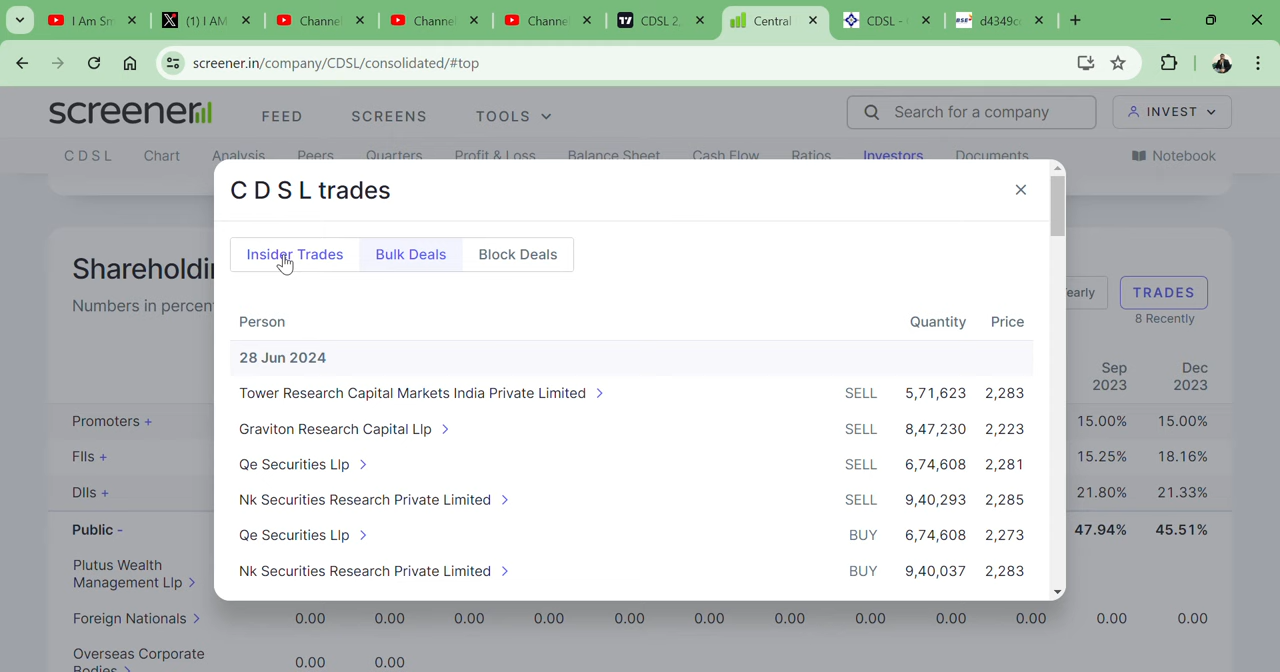 I Am Sm
(1) I AM
Channel
Channel
Channel
CDSL 2,
Central
CDSL -
BSE
d4349c
screener.in/company/CDSL/consolidated/#top
screener
FEED
SCREENS
TOOLS
Search for a company
INVEST
C D S L
Chart
Analysis
Peers
Quarters
Profit & Loss
Balance Sheet
Cash Flow
Ratios
Investors
Documents
Notebook
C D S L trades
Insider Trades
Bulk Deals
Block Deals
Shareholdin
Numbers in percen
early
TRADES
8 Recently
Person Quantity Price
28 Jun 2024
Tower Research Capital Markets India Private Limited SELL 5,71,623 2,283
Graviton Research Capital Llp SELL 8,47,230 2,223
Qe Securities Llp SELL 6,74,608 2,281
Nk Securities Research Private Limited SELL 9,40,293 2,285
Qe Securities Llp BUY 6,74,608 2,273
Nk Securities Research Private Limited BUY 9,40,037 2,283
Sep 2023
Dec 2023
Promoters + 15.00% 15.00%
FIIs + 15.25% 18.16%
DIIs + 21.80% 21.33%
Public - 47.94% 45.51%
Plutus Wealth
Management Llp
Foreign Nationals 0.00 0.00 0.00 0.00 0.00 0.00 0.00 0.00 0.00 0.00 0.00 0.00
Overseas Corporate
Bodies 0.00 0.00